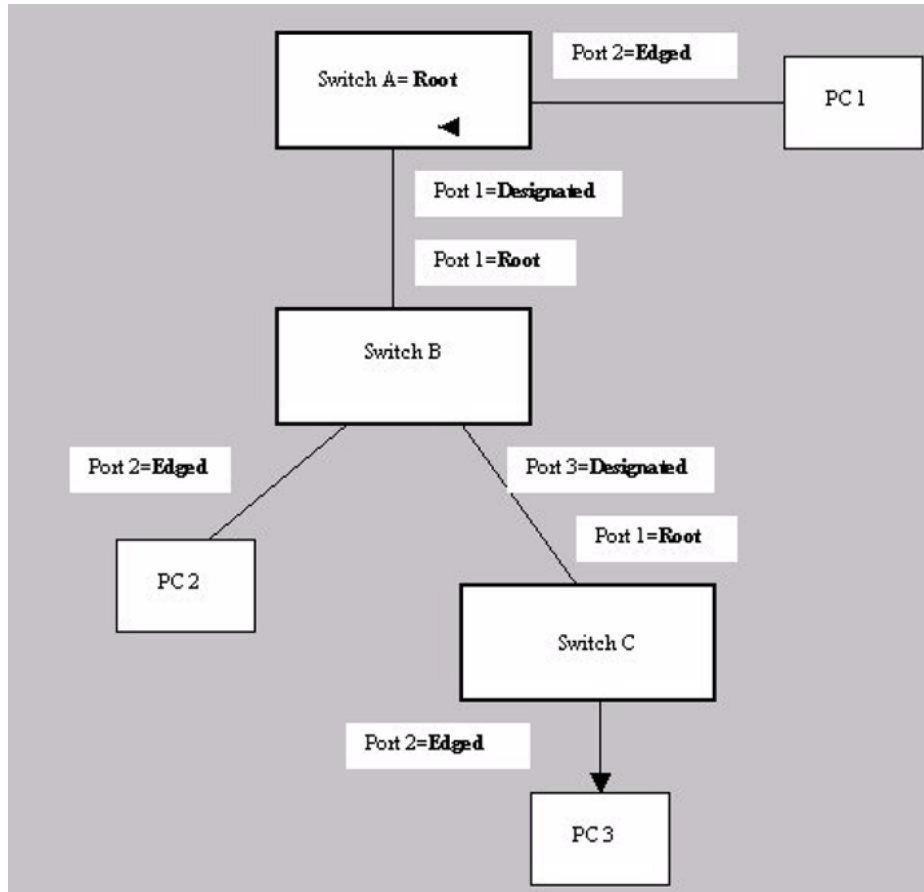 Port 2=Edged
Switch A= Root
PC 1
Port 1=Designated
Port 1=Root
Switch B
Port 2=Edged
Port 3=Designated
Port 1=Root
PC 2
Switch C
Port 2=Edged
PC 3